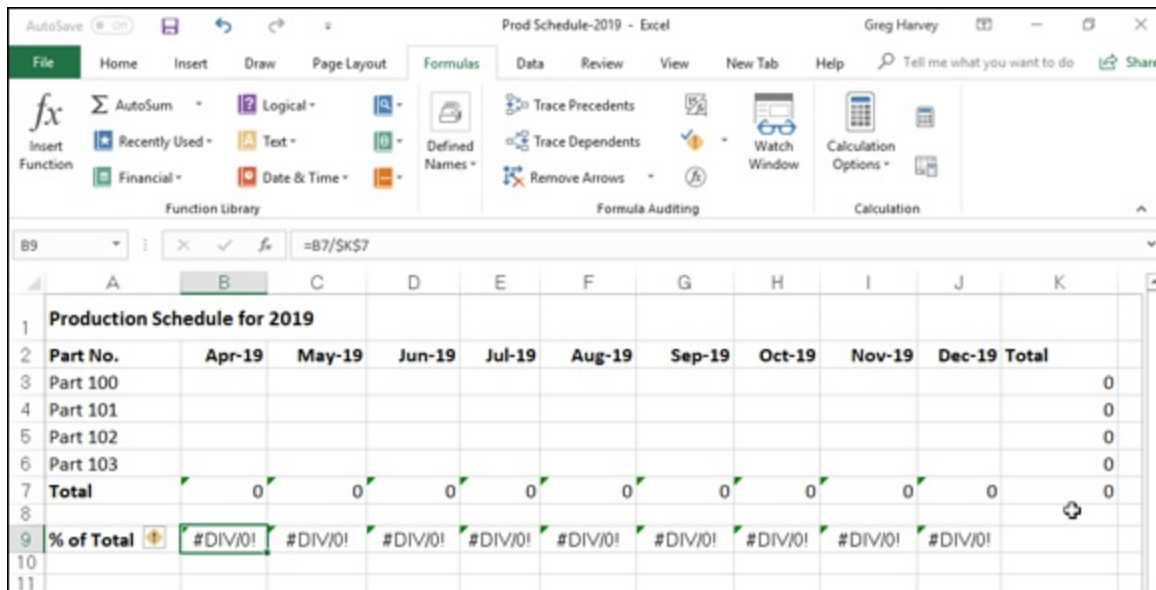 AutoSave Off Prod Schedule-2019 - Excel Greg Harvey
File Home Insert Draw Page Layout Formulas Data Review View New Tab Help Tell me what you want to do Share
fx Insert Function
Σ AutoSum
Recently Used
Financial
? Logical
A Text
Date & Time
θ
Function Library
Defined Names
Trace Precedents
Trace Dependents
Remove Arrows
fx
Formula Auditing
Watch Window
Calculation Options
Calculation
B9 fx =B7/$K$7
A B C D E F G H I J K
1 Production Schedule for 2019
2 Part No. Apr-19 May-19 Jun-19 Jul-19 Aug-19 Sep-19 Oct-19 Nov-19 Dec-19 Total
3 Part 100 0
4 Part 101 0
5 Part 102 0
6 Part 103 0
7 Total 0 0 0 0 0 0 0 0 0 0
8
9 % of Total #DIV/0! #DIV/0! #DIV/0! #DIV/0! #DIV/0! #DIV/0! #DIV/0! #DIV/0! #DIV/0!
10
11